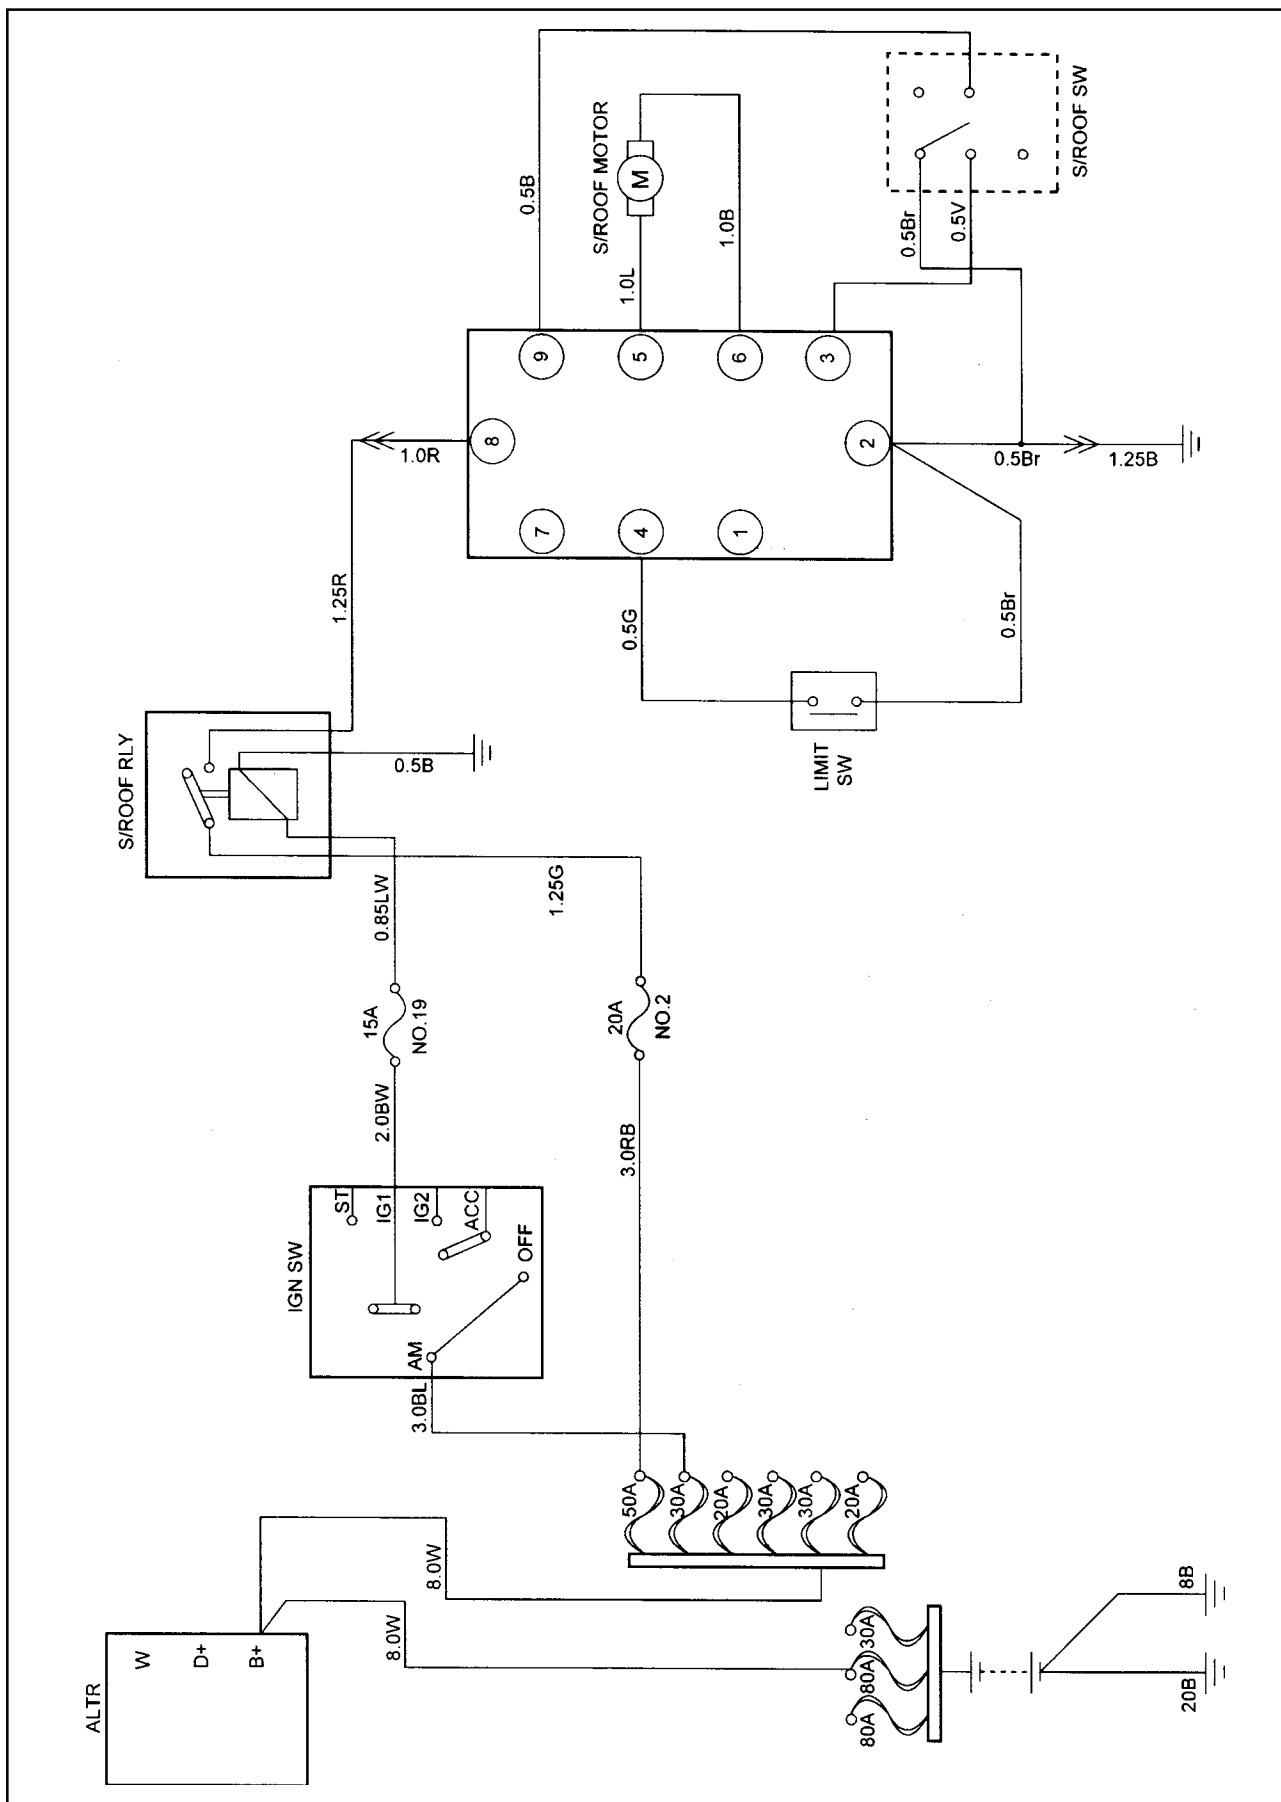 ALTR
W
D+
B+
8.0W
8.0W
80A
80A
30A
20B
8B
50A
30A
20A
30A
30A
20A
3.0BL
IGN SW
AM
OFF
ST
IG1
IG2
ACC
2.0BW
15A
NO.19
0.85LW
3.0RB
20A
NO.2
1.25G
S/ROOF RLY
0.5B
1.25R
1.0R
LIMIT
SW
0.5G
0.5Br
7
4
1
8
2
9
5
6
3
0.5Br
1.25B
0.5B
1.0L
S/ROOF MOTOR
M
1.0B
0.5Br
0.5V
S/ROOF SW